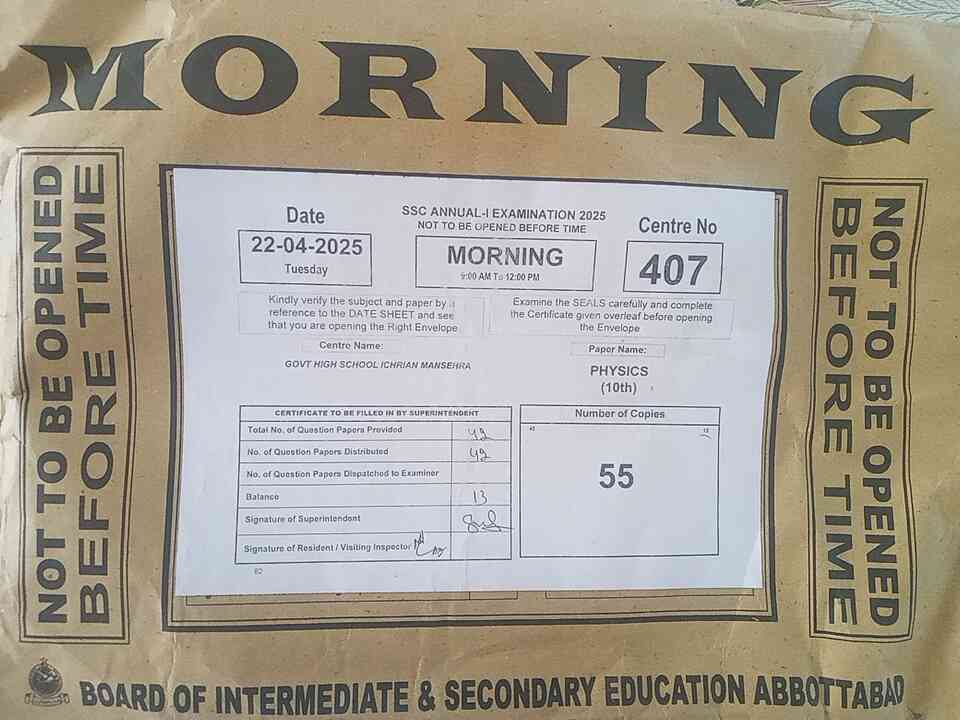 MORNING
NOT TO BE OPENED
BEFORE TIME
Date
22-04-2025
Tuesday
SSC ANNUAL-I EXAMINATION 2025
NOT TO BE OPENED BEFORE TIME
MORNING
9:00 AM To 12:00 PM
Centre No
407
Kindly verify the subject and paper by
reference to the DATE SHEET and see
that you are opening the Right Envelope
Examine the SEALS carefully and complete
the Certificate given overleaf before opening
the Envelope
Centre Name:
GOVT HIGH SCHOOL ICHRIAN MANSEHRA
Paper Name:
PHYSICS
(10th)
CERTIFICATE TO BE FILLED IN BY SUPERINTENDENT
Total No. of Question Papers Provided 42
No. of Question Papers Distributed 42
No. of Question Papers Dispatched to Examiner
Balance 13
Signature of Superintendent
Signature of Resident / Visiting Inspector
62
Number of Copies
42 13
55
NOT TO BE OPENED
BEFORE TIME
BOARD OF INTERMEDIATE & SECONDARY EDUCATION ABBOTTABAD